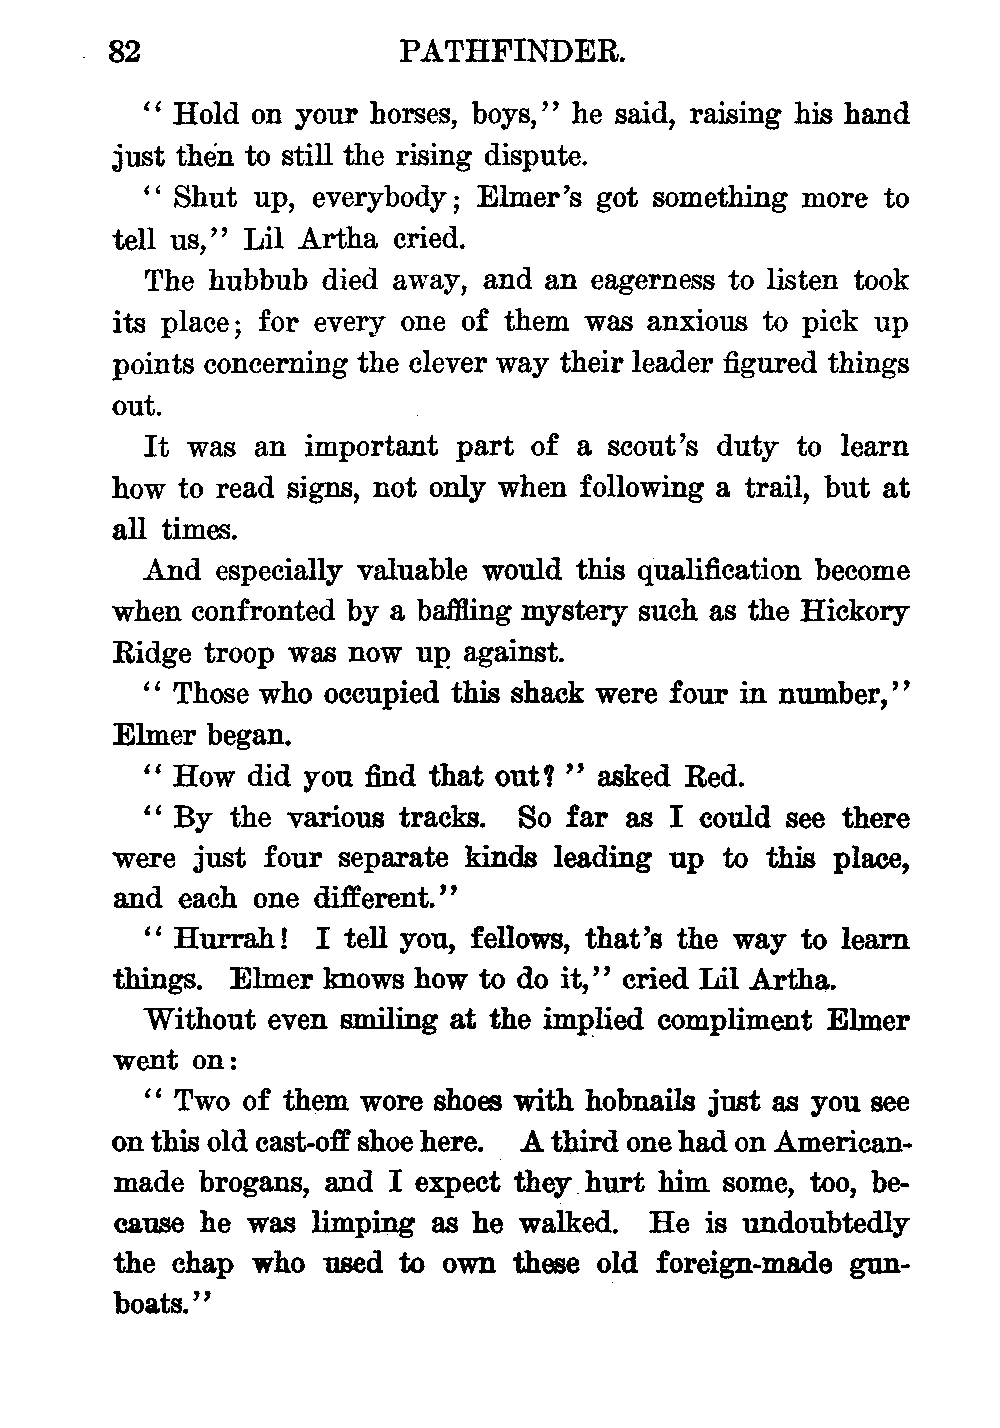 82 PATHFINDER.
“ Hold on your horses, boys,” he said, raising his hand
just then to still the rising dispute.
“ Shut up, everybody; Elmer’s got something more to
tell us,” Lil Artha cried.
The hubbub died away, and an eagerness to listen took
its place; for every one of them was anxious to pick up
points concerning the clever way their leader figured things
out.
It was an important part of a scout’s duty to learn
how to read signs, not only when following a trail, but at
all times.
And especially valuable would this qualification become
when confronted by a baffling mystery such as the Hickory
Ridge troop was now up against.
“ Those who occupied this shack were four in number,”
Elmer began.
“ How did you find that out? ” asked Red.
“ By the various tracks. So far as I could see there
were just four separate kinds leading up to this place,
and each one different.”
“ Hurrah! I tell you, fellows, that’s the way to learn
things. Elmer knows how to do it,” cried Lil Artha.
Without even smiling at the implied compliment Elmer
went on:
“ Two of them wore shoes with hobnails just as you see
on this old cast-off shoe here. A third one had on American-
made brogans, and I expect they hurt him some, too, be-
cause he was limping as he walked. He is undoubtedly
the chap who used to own these old foreign-made gun-
boats.”